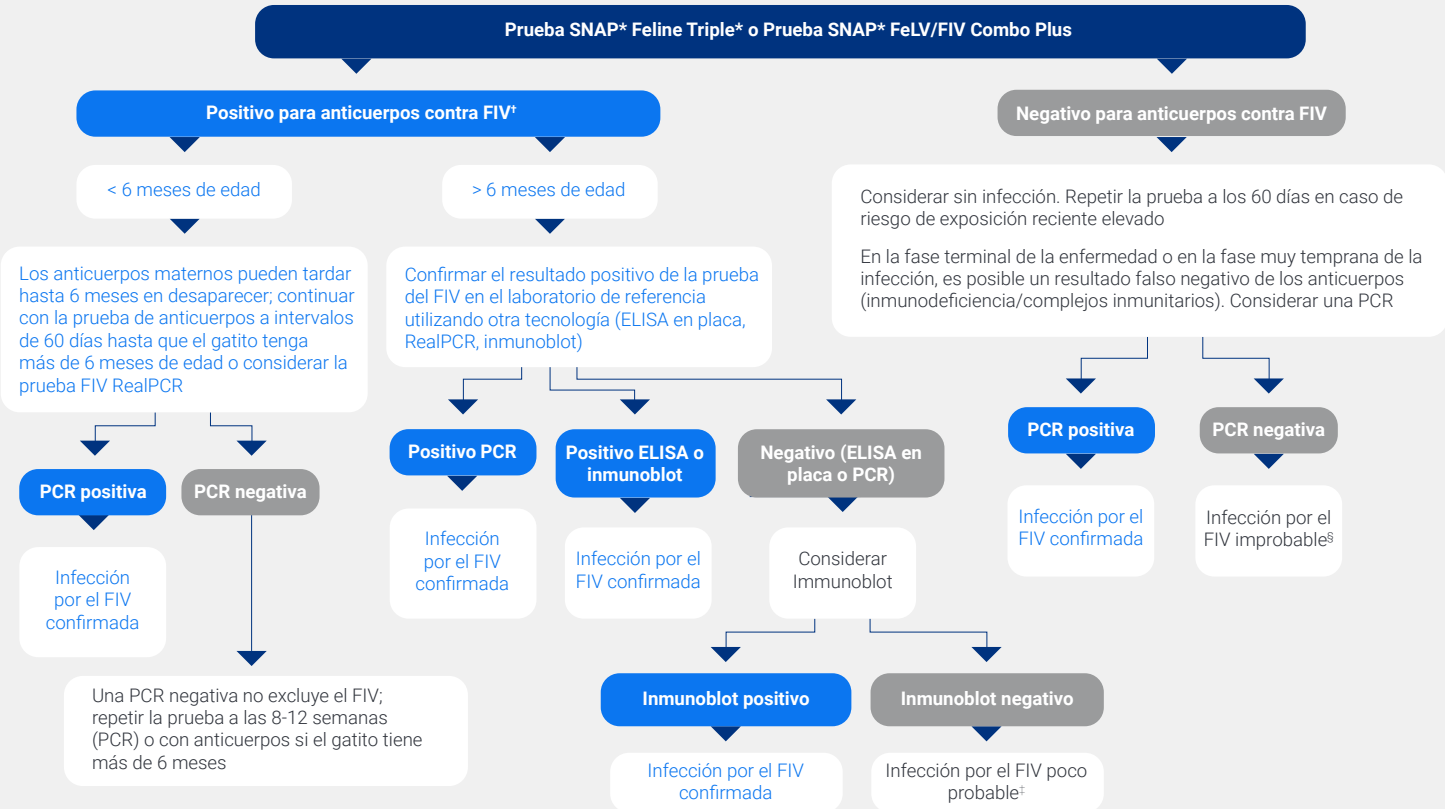 Prueba SNAP* Feline Triple* o Prueba SNAP* FeLV/FIV Combo Plus
Positivo para anticuerpos contra FIV†
Negativo para anticuerpos contra FIV
< 6 meses de edad
> 6 meses de edad
Considerar sin infección. Repetir la prueba a los 60 días en caso de
riesgo de exposición reciente elevado
En la fase terminal de la enfermedad o en la fase muy temprana de la
infección, es posible un resultado falso negativo de los anticuerpos
(inmunodeficiencia/complejos inmunitarios). Considerar una PCR
Los anticuerpos maternos pueden tardar
hasta 6 meses en desaparecer; continuar
con la prueba de anticuerpos a intervalos
de 60 días hasta que el gatito tenga
más de 6 meses de edad o considerar la
prueba FIV RealPCR
Confirmar el resultado positivo de la prueba
del FIV en el laboratorio de referencia
utilizando otra tecnología (ELISA en placa,
RealPCR, inmunoblot)
PCR positiva
PCR negativa
Positivo PCR
Positivo ELISA o
inmunoblot
Negativo (ELISA en
placa o PCR)
PCR positiva
PCR negativa
Infección
por el FIV
confirmada
Infección
por el FIV
confirmada
Infección por el
FIV confirmada
Considerar
Immunoblot
Infección por el
FIV confirmada
Infección por el
FIV improbable§
Una PCR negativa no excluye el FIV;
repetir la prueba a las 8-12 semanas
(PCR) o con anticuerpos si el gatito tiene
más de 6 meses
Inmunoblot positivo
Inmunoblot negativo
Infección por el FIV
confirmada
Infección por el FIV poco
probable‡